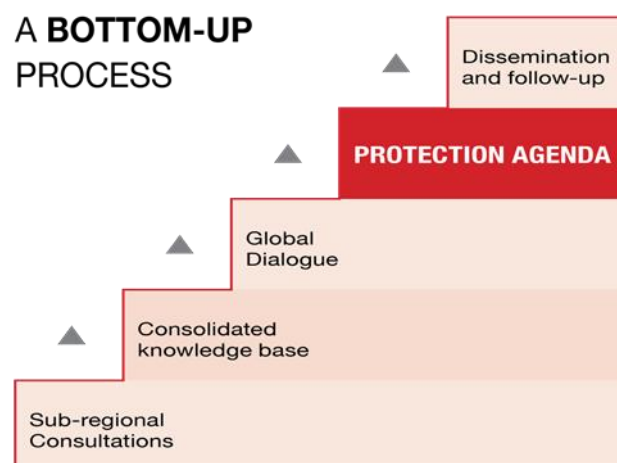 A BOTTOM-UP
PROCESS
Dissemination
and follow-up
PROTECTION AGENDA
Global
Dialogue
Consolidated
knowledge base
Sub-regional
Consultations